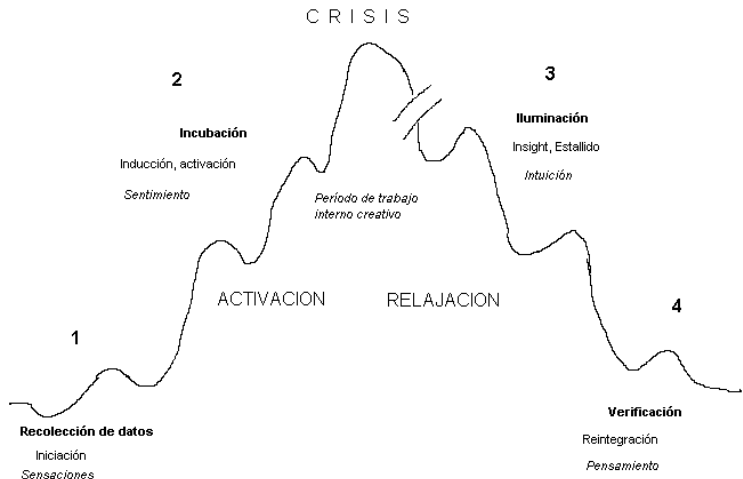 C R I S I S
2
3
Incubación
Iluminación
Inducción, activación
Insight, Estallido
Sentimiento
Intuición
Período de trabajo
interno creativo
ACTIVACION
RELAJACION
1
4
Recolección de datos
Verificación
Iniciación
Reintegración
Sensaciones
Pensamiento